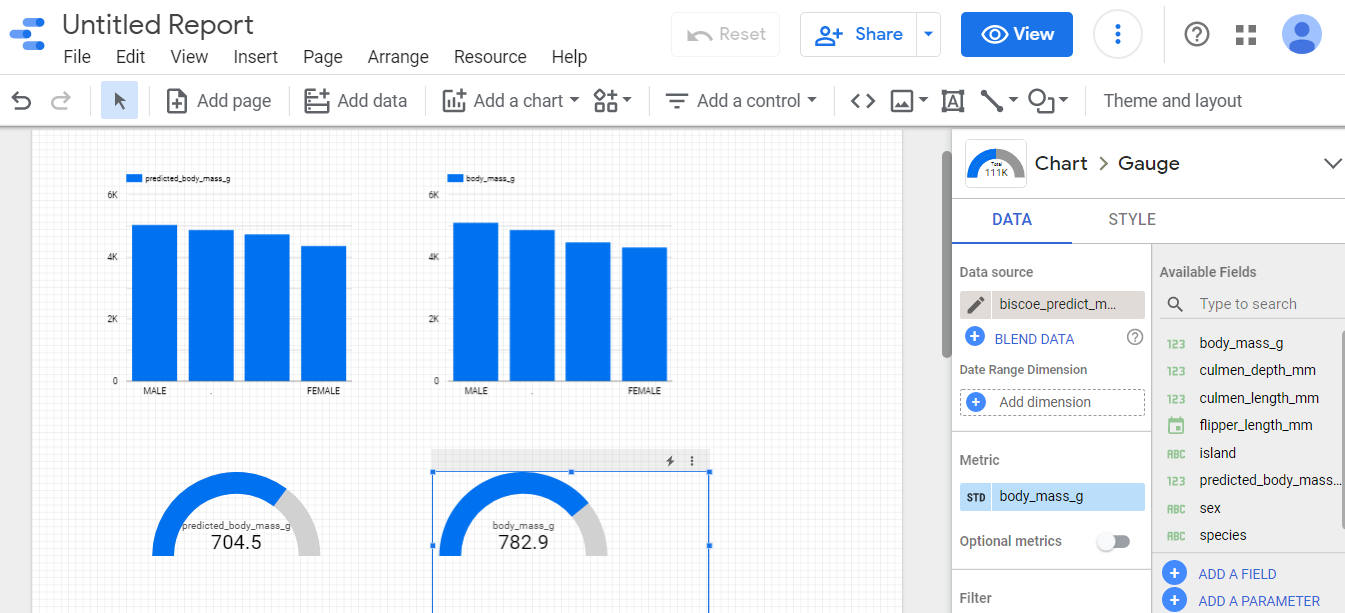 Untitled Report
File Edit View Insert Page Arrange Resource Help
Reset
Share
View
Add page
Add data
Add a chart
Add a control
A
Theme and layout
predicted_body_mass_g
6K
4K
2K
0
MALE . FEMALE
body_mass_g
6K
4K
2K
0
MALE . FEMALE
predicted_body_mass_g
704.5
body_mass_g
782.9
Total
111K
Chart > Gauge
DATA STYLE
Data source
biscoe_predict_m...
BLEND DATA
Date Range Dimension
Add dimension
Metric
STD body_mass_g
Optional metrics
Filter
Available Fields
Type to search
123 body_mass_g
123 culmen_depth_mm
123 culmen_length_mm
flipper_length_mm
ABC island
123 predicted_body_mass...
ABC sex
ABC species
ADD A FIELD
ADD A PARAMETER